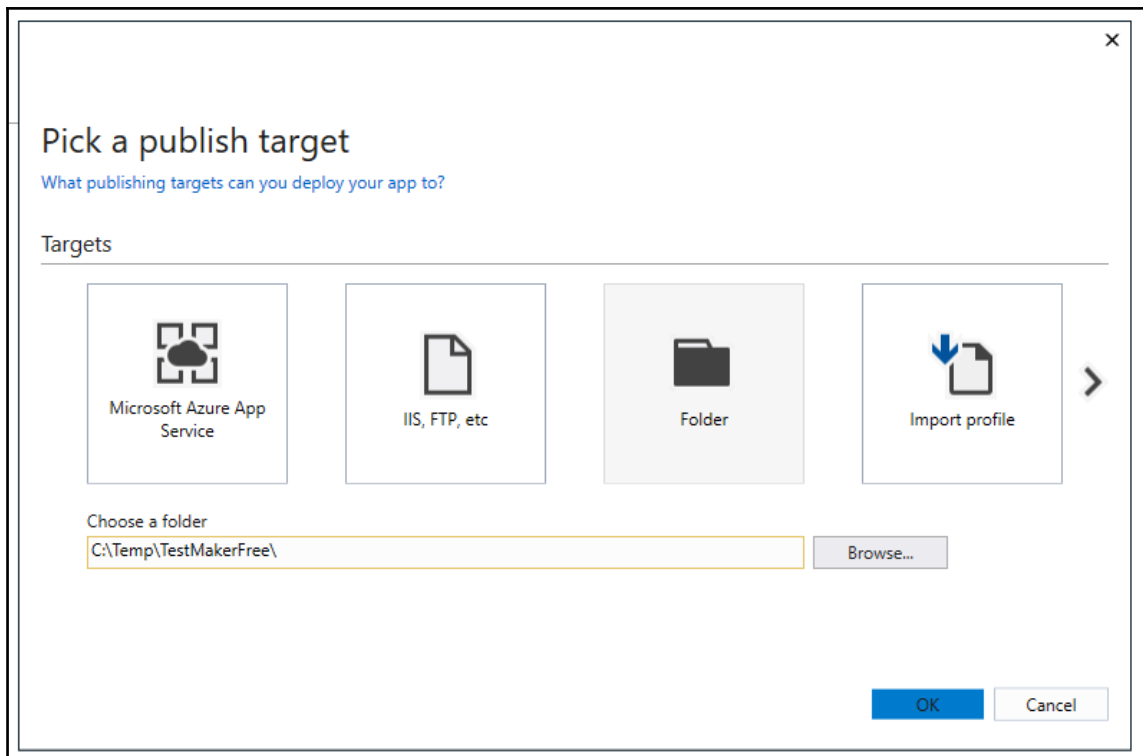 Pick a publish target
What publishing targets can you deploy your app to?
Targets
Microsoft Azure App
Service
IIS, FTP, etc
Folder
Import profile
Choose a folder
C:\Temp\TestMakerFree\
Browse...
OK
Cancel